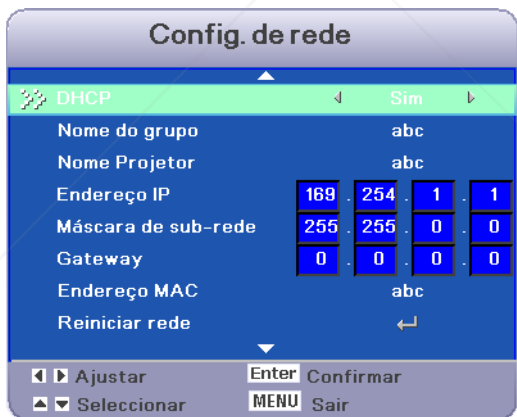 Config. de rede
DHCP Sim
Nome do grupo abc
Nome Projetor abc
Endereço IP 169 . 254 . 1 . 1
Máscara de sub-rede 255 . 255 . 0 . 0
Gateway 0 . 0 . 0 . 0
Endereço MAC abc
Reiniciar rede
Ajustar Enter Confirmar
Seleccionar MENU Sair